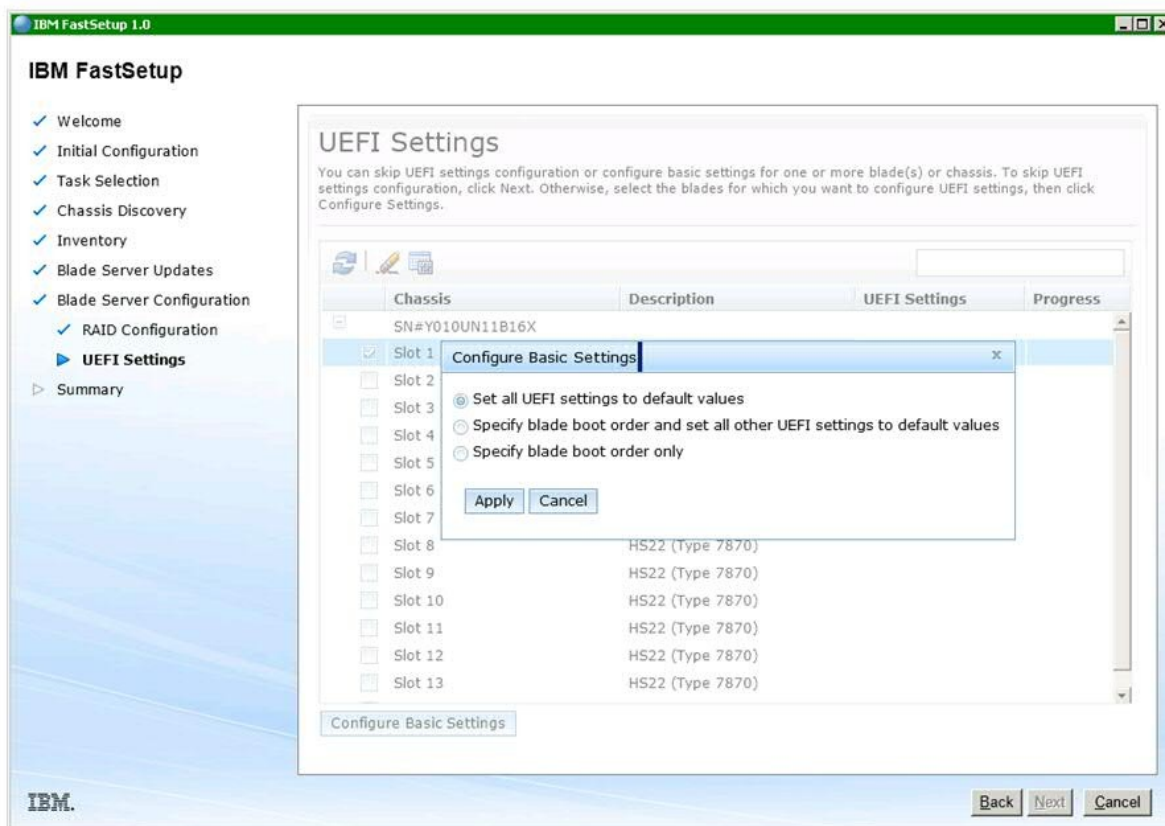 IBM FastSetup 1.0
IBM FastSetup
Welcome
Initial Configuration
Task Selection
Chassis Discovery
Inventory
Blade Server Updates
Blade Server Configuration
RAID Configuration
UEFI Settings
Summary
UEFI Settings
You can skip UEFI settings configuration or configure basic settings for one or more blade(s) or chassis. To skip UEFI
settings configuration, click Next. Otherwise, select the blades for which you want to configure UEFI settings, then click
Configure Settings.
Chassis Description UEFI Settings Progress
SN#Y010UN11B16X
Slot 1
Slot 2
Slot 3
Slot 4
Slot 5
Slot 6
Slot 7
Configure Basic Settings x
Set all UEFI settings to default values
Specify blade boot order and set all other UEFI settings to default values
Specify blade boot order only
Apply Cancel
Slot 8 HS22 (Type 7870)
Slot 9 HS22 (Type 7870)
Slot 10 HS22 (Type 7870)
Slot 11 HS22 (Type 7870)
Slot 12 HS22 (Type 7870)
Slot 13 HS22 (Type 7870)
Configure Basic Settings
IBM.
Back Next Cancel